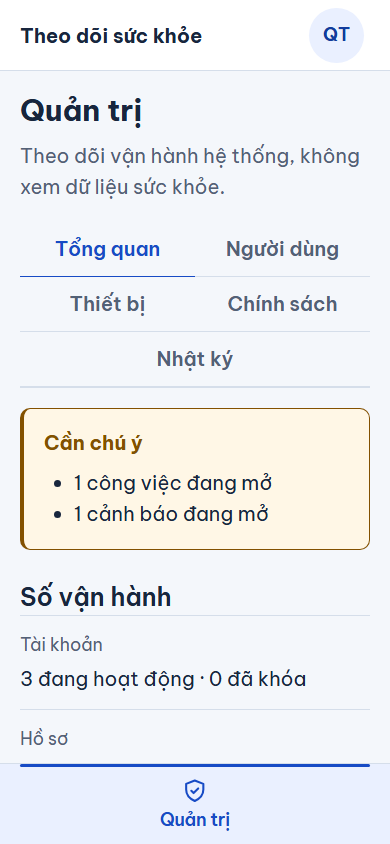 Theo dõi sức khỏe
QT
Quản trị
Theo dõi vận hành hệ thống, không
xem dữ liệu sức khỏe.
Tổng quan
Người dùng
Thiết bị
Chính sách
Nhật ký
Cần chú ý
• 1 công việc đang mở
• 1 cảnh báo đang mở
Số vận hành
Tài khoản
3 đang hoạt động · 0 đã khóa
Hồ sơ
Quản trị